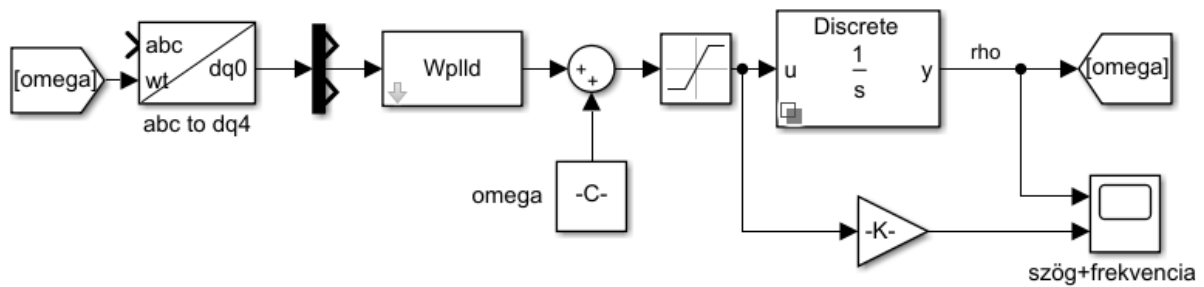 [omega]
abc
wt
dq0
abc to dq4
Wplld
+
+
omega
-C-
Discrete
u
1
s
y
rho
[omega]
-K-
szög+frekvencia